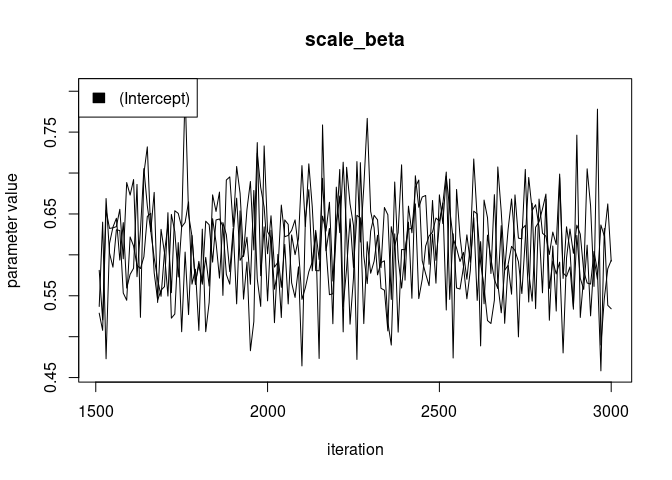 scale_beta
(Intercept)
parameter value
0.75
0.65
0.55
0.45
1500 2000 2500 3000
iteration